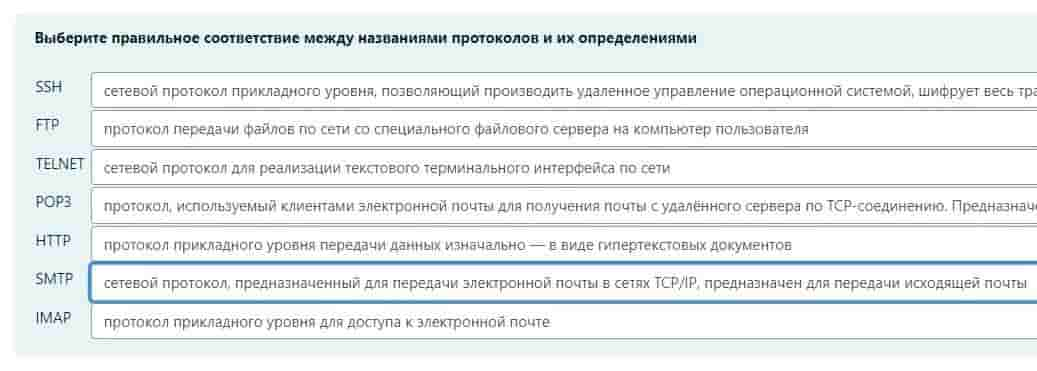 Выберите правильное соответствие между названиями протоколов и их определениями
SSH сетевой протокол прикладного уровня, позволяющий производить удаленное управление операционной системой, шифрует весь
FTP протокол передачи файлов по сети со специального файлового сервера на компьютер пользователя
TELNET сетевой протокол для реализации текстового терминального интерфейса по сети
POP3 протокол, используемый клиентами электронной почты для получения почты с удалённого сервера по TCP-соединению.
HTTP протокол прикладного уровня передачи данных изначально — в виде гипертекстовых документов
SMTP сетевой протокол, предназначенный для передачи электронной почты в сетях TCP/IP, предназначен для передачи исходящей почты
IMAP протокол прикладного уровня для доступа к электронной почте